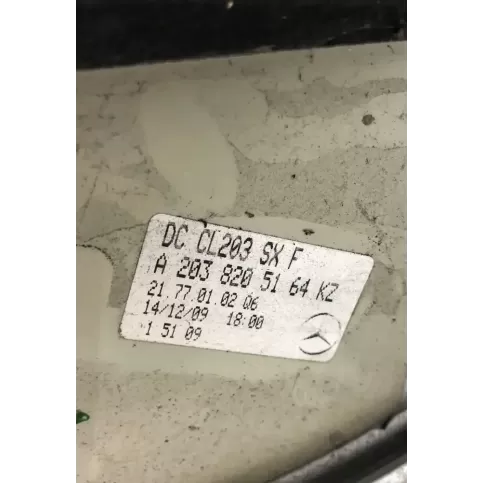 DC CL203 SX F
A 203 820 51 64 KZ
21.77.01.02 Q6
14/12/09 18:00
1 51 09